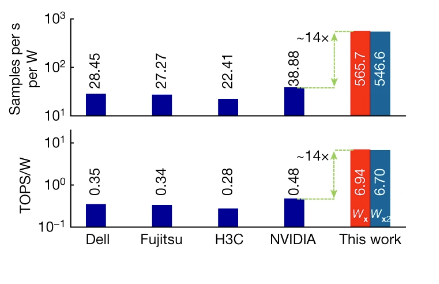 Samples per s
per W
10³
10²
10¹
28.45
27.27
22.41
38.88
~14×
565.7
546.6
TOPS/W
10¹
10⁰
10⁻¹
0.35
0.34
0.28
0.48
~14×
6.94
6.70
Wx
Wx2
Dell
Fujitsu
H3C
NVIDIA
This work